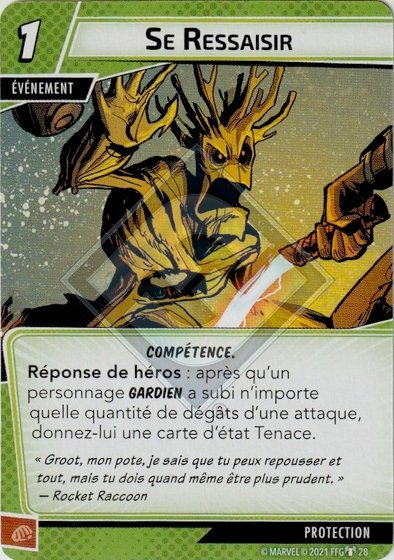 1
SE RESSAISIR
ÉVÉNEMENT
COMPÉTENCE.
Réponse de héros : après qu'un
personnage GARDIEN a subi n'importe
quelle quantité de dégâts d'une attaque,
donnez-lui une carte d'état Tenace.
« Groot, mon pote, je sais que tu peux repousser et
tout, mais tu dois quand même être plus prudent. »
— Rocket Raccoon
PROTECTION
© MARVEL © 2021 FFG 28